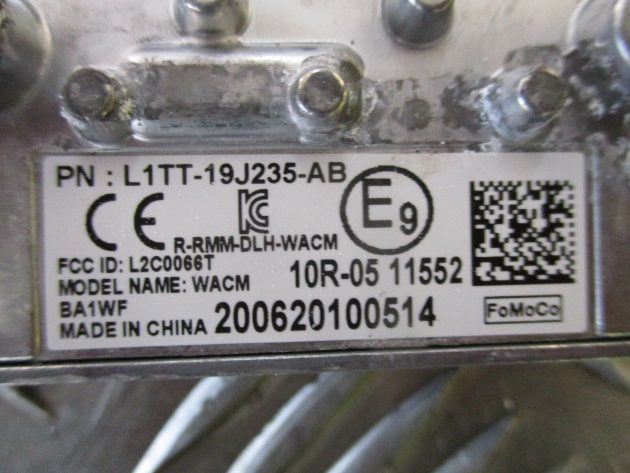 PN : L1TT-19J235-AB
CE
KC
E9
R-RMM-DLH-WACM
FCC ID: L2C0066T
MODEL NAME: WACM
10R-05 11552
BA1WF
MADE IN CHINA 200620100514
FoMoCo